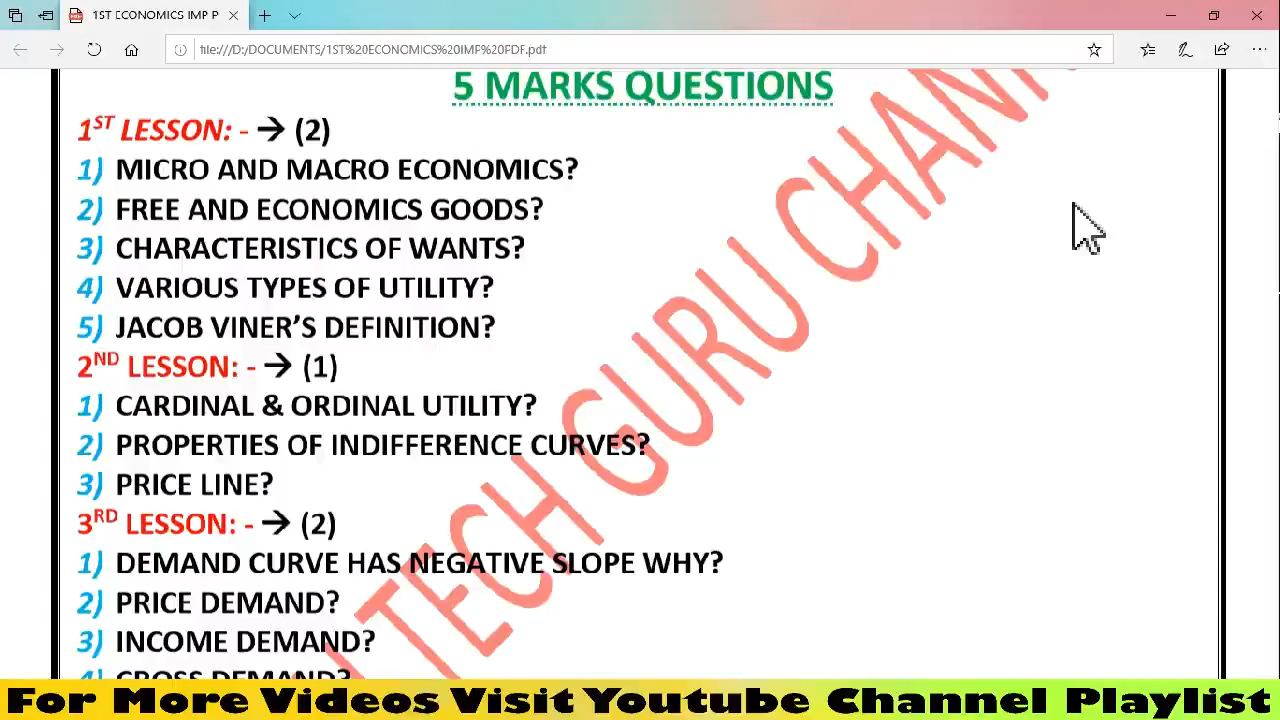 1ST ECONOMICS IMP P
file:///D:/DOCUMENTS/1ST%20ECONOMICS%20IMP%20PDF.pdf
5 MARKS QUESTIONS
1ST LESSON: - → (2)
1) MICRO AND MACRO ECONOMICS?
2) FREE AND ECONOMICS GOODS?
3) CHARACTERISTICS OF WANTS?
4) VARIOUS TYPES OF UTILITY?
5) JACOB VINER’S DEFINITION?
2ND LESSON: - → (1)
1) CARDINAL & ORDINAL UTILITY?
2) PROPERTIES OF INDIFFERENCE CURVES?
3) PRICE LINE?
3RD LESSON: - → (2)
1) DEMAND CURVE HAS NEGATIVE SLOPE WHY?
2) PRICE DEMAND?
3) INCOME DEMAND?
4) CROSS DEMAND?
TECH GURU CHAN
For More Videos Visit Youtube Channel Playlist